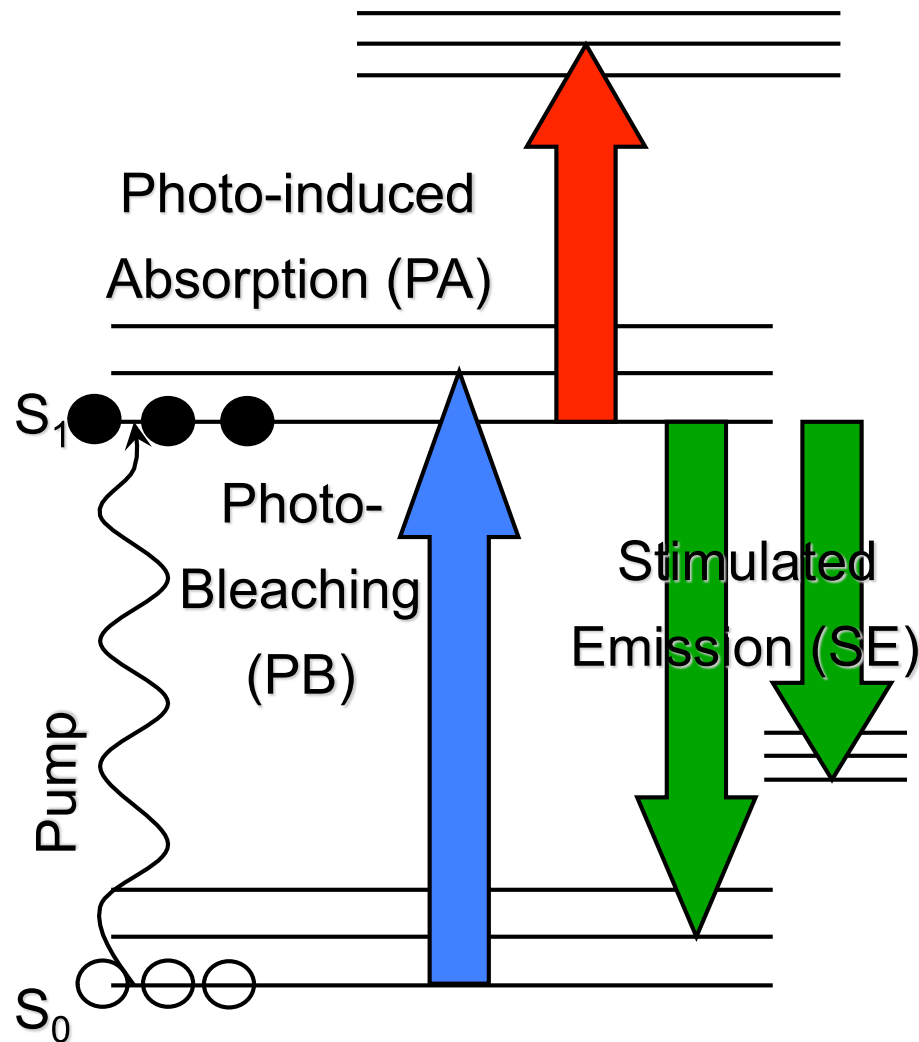 Photo-induced
Absorption (PA)
S1
Photo-
Bleaching
(PB)
Stimulated
Emission (SE)
Pump
S0